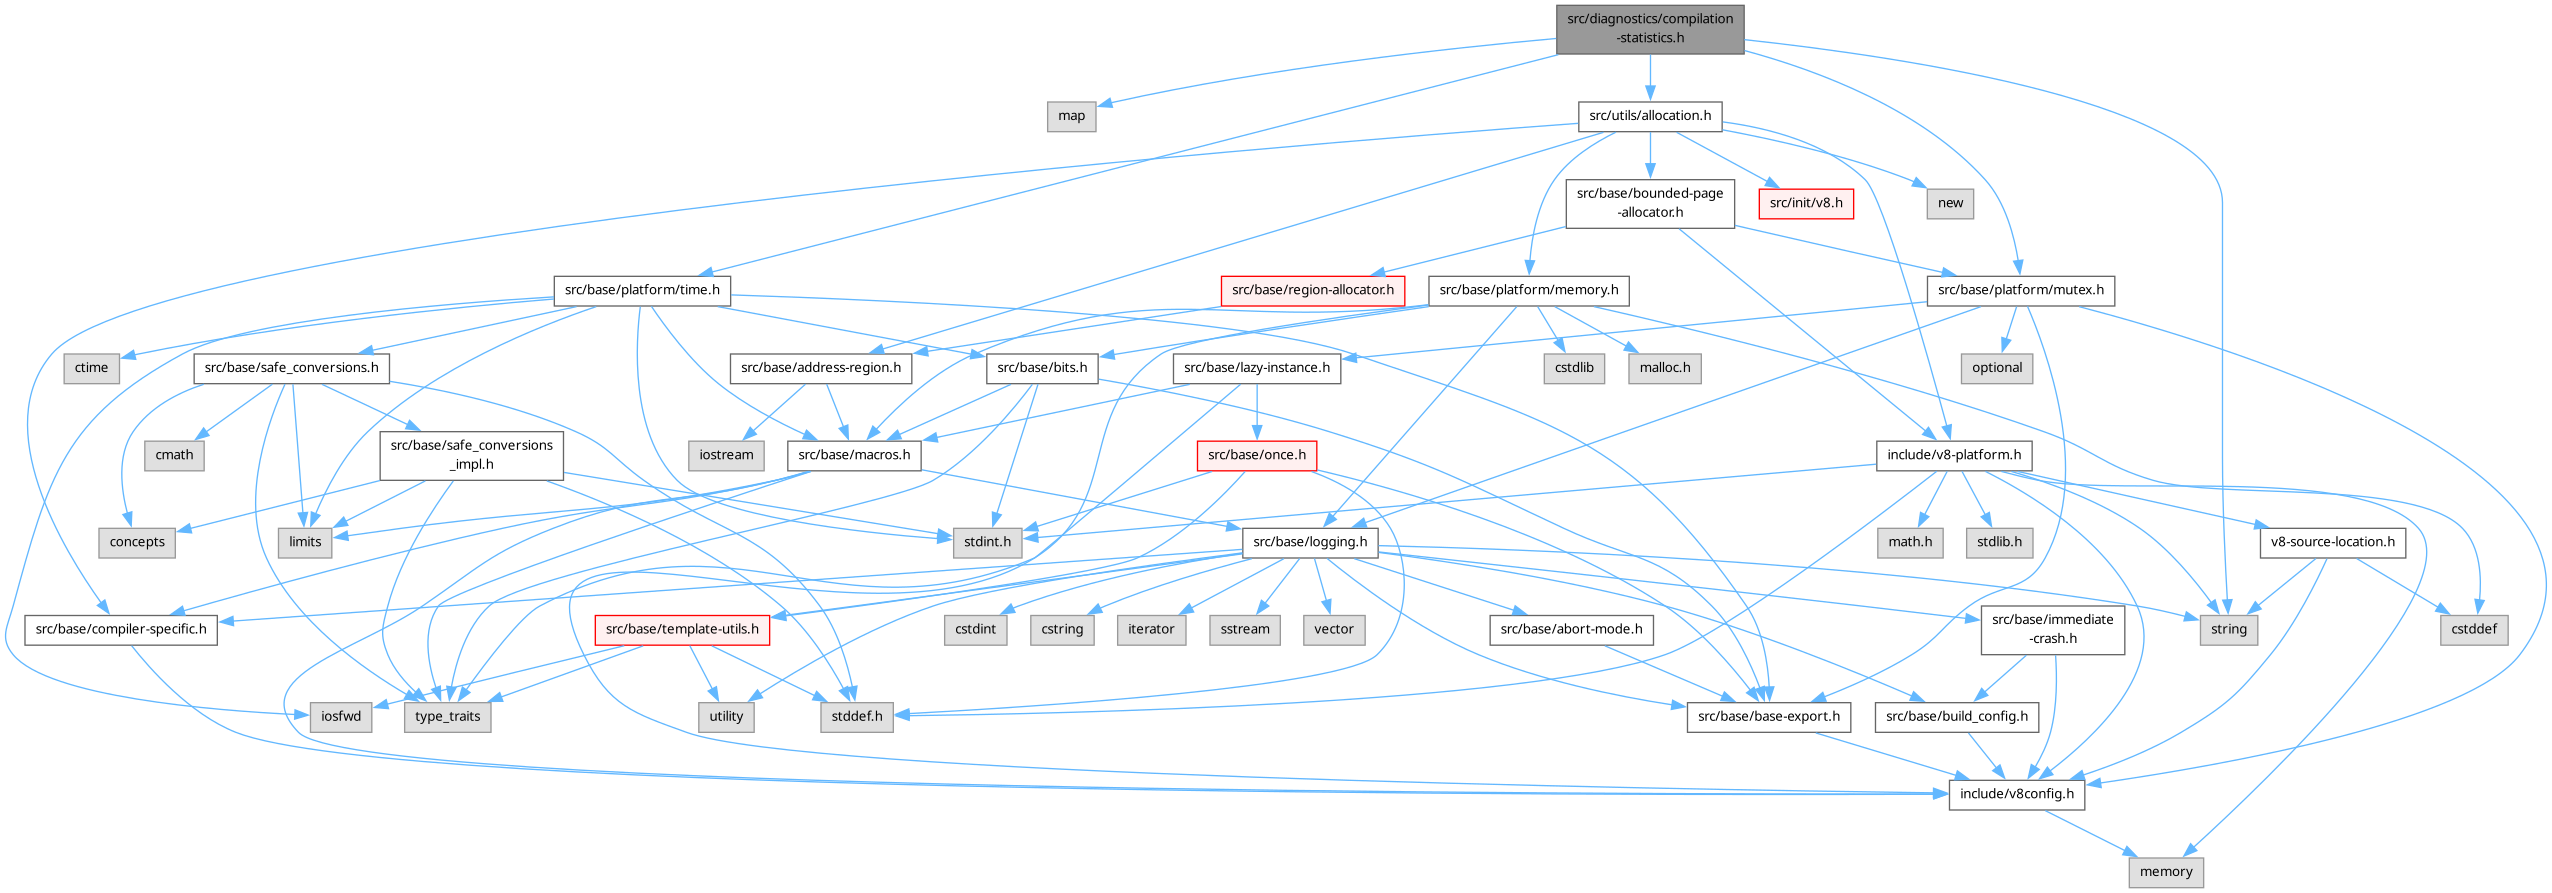 src/diagnostics/compilation
-statistics.h
map
src/utils/allocation.h
src/base/bounded-page
-allocator.h
src/init/v8.h
new
src/base/platform/time.h
src/base/region-allocator.h
src/base/platform/memory.h
src/base/platform/mutex.h
ctime
src/base/safe_conversions.h
src/base/address-region.h
src/base/bits.h
src/base/lazy-instance.h
cstdlib
malloc.h
optional
cmath
src/base/safe_conversions
_impl.h
iostream
src/base/macros.h
src/base/once.h
include/v8-platform.h
concepts
limits
stdint.h
src/base/logging.h
math.h
stdlib.h
v8-source-location.h
src/base/compiler-specific.h
src/base/template-utils.h
cstdint
cstring
iterator
sstream
vector
src/base/abort-mode.h
src/base/immediate
-crash.h
string
cstddef
iosfwd
type_traits
utility
stddef.h
src/base/base-export.h
src/base/build_config.h
include/v8config.h
memory